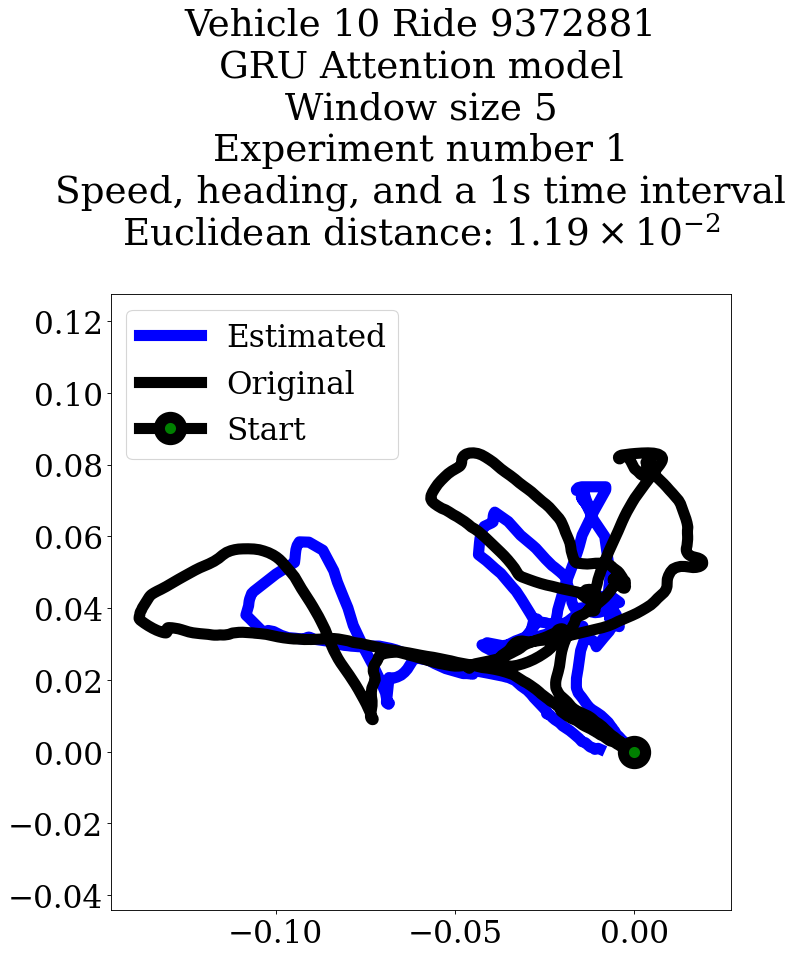 Vehicle 10 Ride 9372881
GRU Attention model
Window size 5
Experiment number 1
Speed, heading, and a 1s time interval
Euclidean distance: 1.19 × 10⁻²
Estimated
Original
Start
0.12
0.10
0.08
0.06
0.04
0.02
0.00
−0.02
−0.04
−0.10
−0.05
0.00